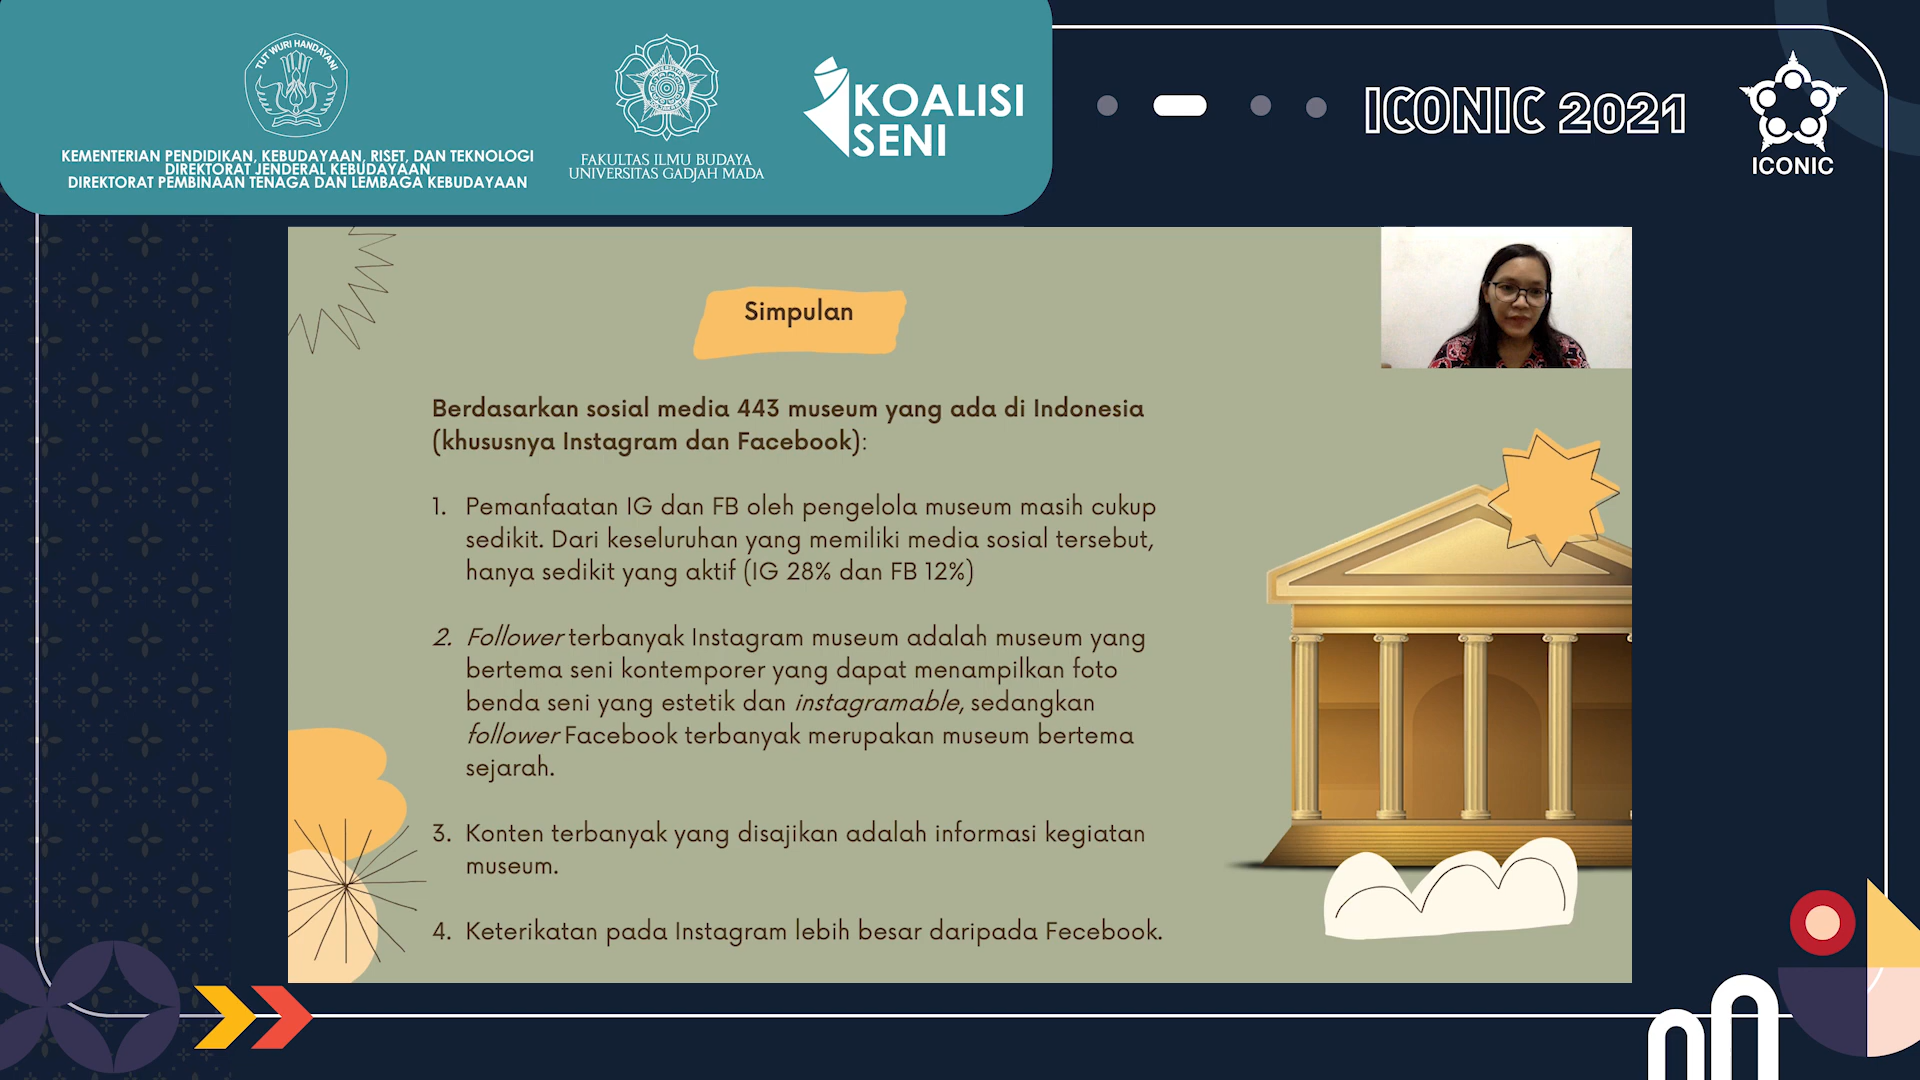 TUT WURI HANDAYANI
KEMENTERIAN PENDIDIKAN, KEBUDAYAAN, RISET, DAN TEKNOLOGI
DIREKTORAT JENDERAL KEBUDAYAAN
DIREKTORAT PEMBINAAN TENAGA DAN LEMBAGA KEBUDAYAAN
FAKULTAS ILMU BUDAYA
UNIVERSITAS GADJAH MADA
KOALISI
SENI
ICONIC 2021
ICONIC
Simpulan
Berdasarkan sosial media 443 museum yang ada di Indonesia
(khususnya Instagram dan Facebook):
1. Pemanfaatan IG dan FB oleh pengelola museum masih cukup
sedikit. Dari keseluruhan yang memiliki media sosial tersebut,
hanya sedikit yang aktif (IG 28% dan FB 12%)
2. Follower terbanyak Instagram museum adalah museum yang
bertema seni kontemporer yang dapat menampilkan foto
benda seni yang estetik dan instagramable, sedangkan
follower Facebook terbanyak merupakan museum bertema
sejarah.
3. Konten terbanyak yang disajikan adalah informasi kegiatan
museum.
4. Keterikatan pada Instagram lebih besar daripada Fecebook.